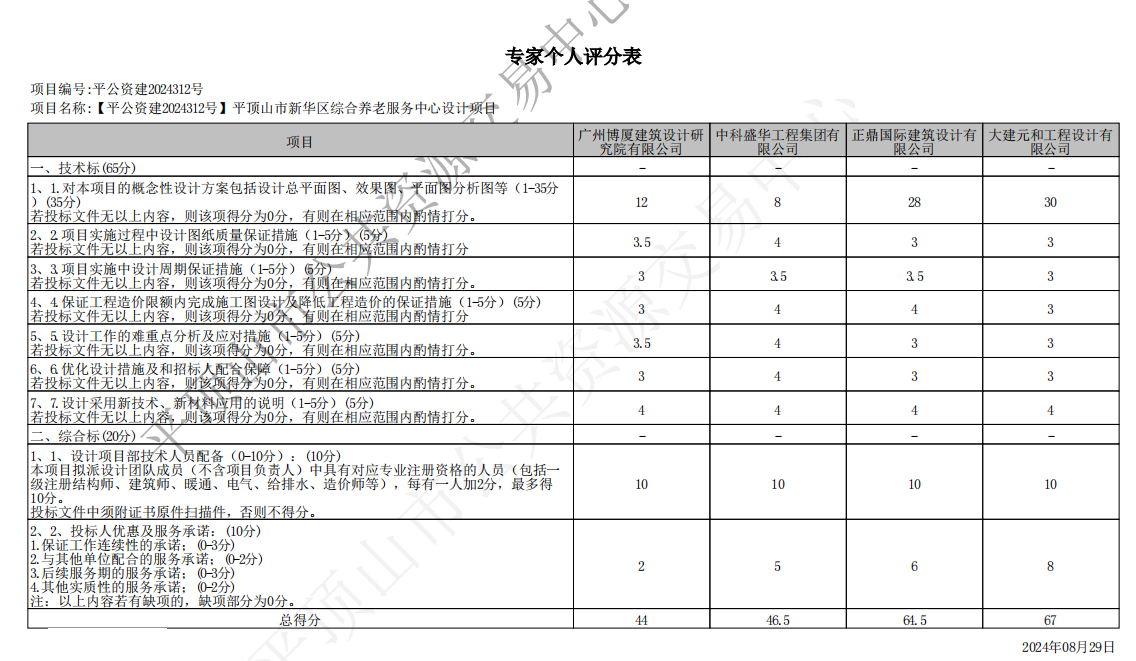 专家个人评分表
项目编号:平公资建2024312号
项目名称:【平公资建2024312号】平顶山市新华区综合养老服务中心设计项目
项目
广州博厦建筑设计研
究院有限公司
中科盛华工程集团有
限公司
正鼎国际建筑设计有
限公司
大建元和工程设计有
限公司
一、技术标(65分) - - - -
1、1.对本项目的概念性设计方案包括设计总平面图、效果图、平面图分析图等（1-35分
）(35分)
若投标文件无以上内容，则该项得分为0分，有则在相应范围内酌情打分。
12 8 28 30
2、2.项目实施过程中设计图纸质量保证措施（1-5分）(5分)
若投标文件无以上内容，则该项得分为0分，有则在相应范围内酌情打分
3.5 4 3 3
3、3.项目实施中设计周期保证措施（1-5分）(5分)
若投标文件无以上内容，则该项得分为0分，有则在相应范围内酌情打分。
3 3.5 3.5 3
4、4.保证工程造价限额内完成施工图设计及降低工程造价的保证措施（1-5分）(5分)
若投标文件无以上内容，则该项得分为0分，有则在相应范围内酌情打分
3 4 4 3
5、5.设计工作的难重点分析及应对措施（1-5分）(5分)
若投标文件无以上内容，则该项得分为0分，有则在相应范围内酌情打分。
3.5 4 3 3
6、6.优化设计措施及和招标人配合保障（1-5分）(5分)
若投标文件无以上内容，则该项得分为0分，有则在相应范围内酌情打分。
3 4 3 3
7、7.设计采用新技术、新材料应用的说明（1-5分）(5分)
若投标文件无以上内容，则该项得分为0分，有则在相应范围内酌情打分。
4 4 4 4
二、综合标(20分) - - - -
1、1、设计项目部技术人员配备（0-10分）：(10分)
本项目拟派设计团队成员（不含项目负责人）中具有对应专业注册资格的人员（包括一
级注册结构师、建筑师、暖通、电气、给排水、造价师等），每有一人加2分，最多得
10分。
投标文件中须附证书原件扫描件，否则不得分。
10 10 10 10
2、2、投标人优惠及服务承诺；(10分)
1.保证工作连续性的承诺；(0-3分)
2.与其他单位配合的服务承诺；(0-2分)
3.后续服务期的服务承诺；(0-3分)
4.其他实质性的服务承诺；(0-2分)
注：以上内容若有缺项的，缺项部分为0分。
2 5 6 8
总得分 44 46.5 64.5 67
2024年08月29日
平顶山市公共资源交易中心
平顶山市公共资源交易中心